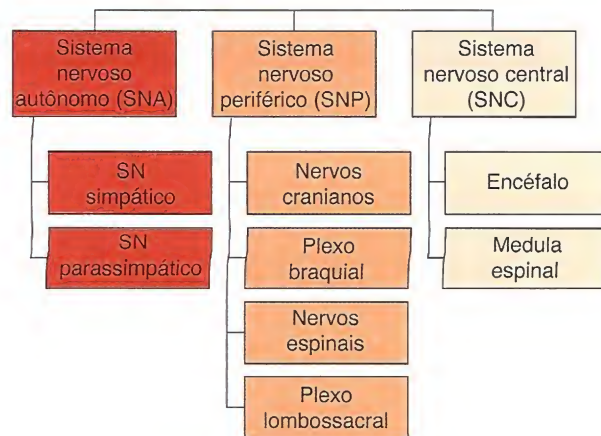 Sistema
nervoso
autônomo (SNA)
SN
simpático
SN
parassimpático
Sistema
nervoso
periférico (SNP)
Nervos
cranianos
Plexo
braquial
Nervos
espinais
Plexo
lombossacral
Sistema
nervoso central
(SNC)
Encéfalo
Medula
espinal